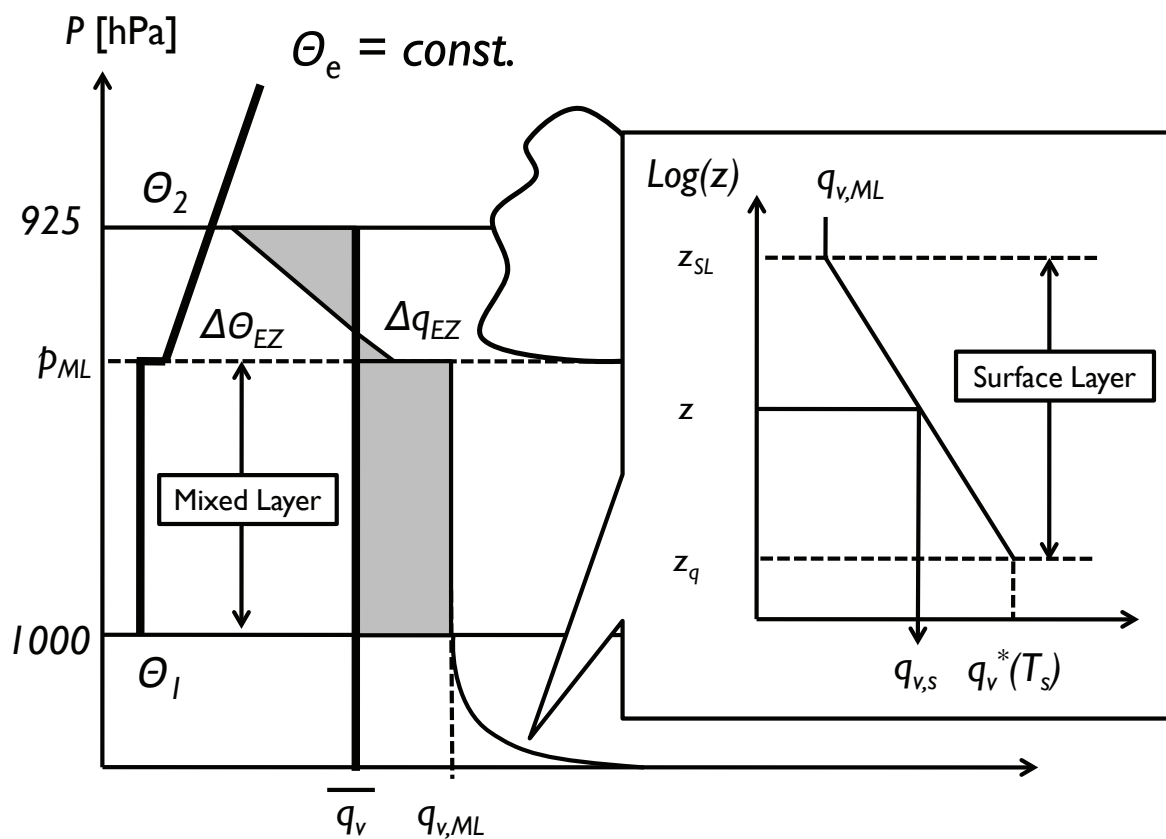 P [hPa]
Θe = const.
Θ2
925
ΔΘEZ
ΔqEZ
pML
Mixed Layer
1000
Θ1
qv
qv,ML
Log(z)
qv,ML
zSL
z
Surface Layer
zq
qv,s
qv*(Ts)